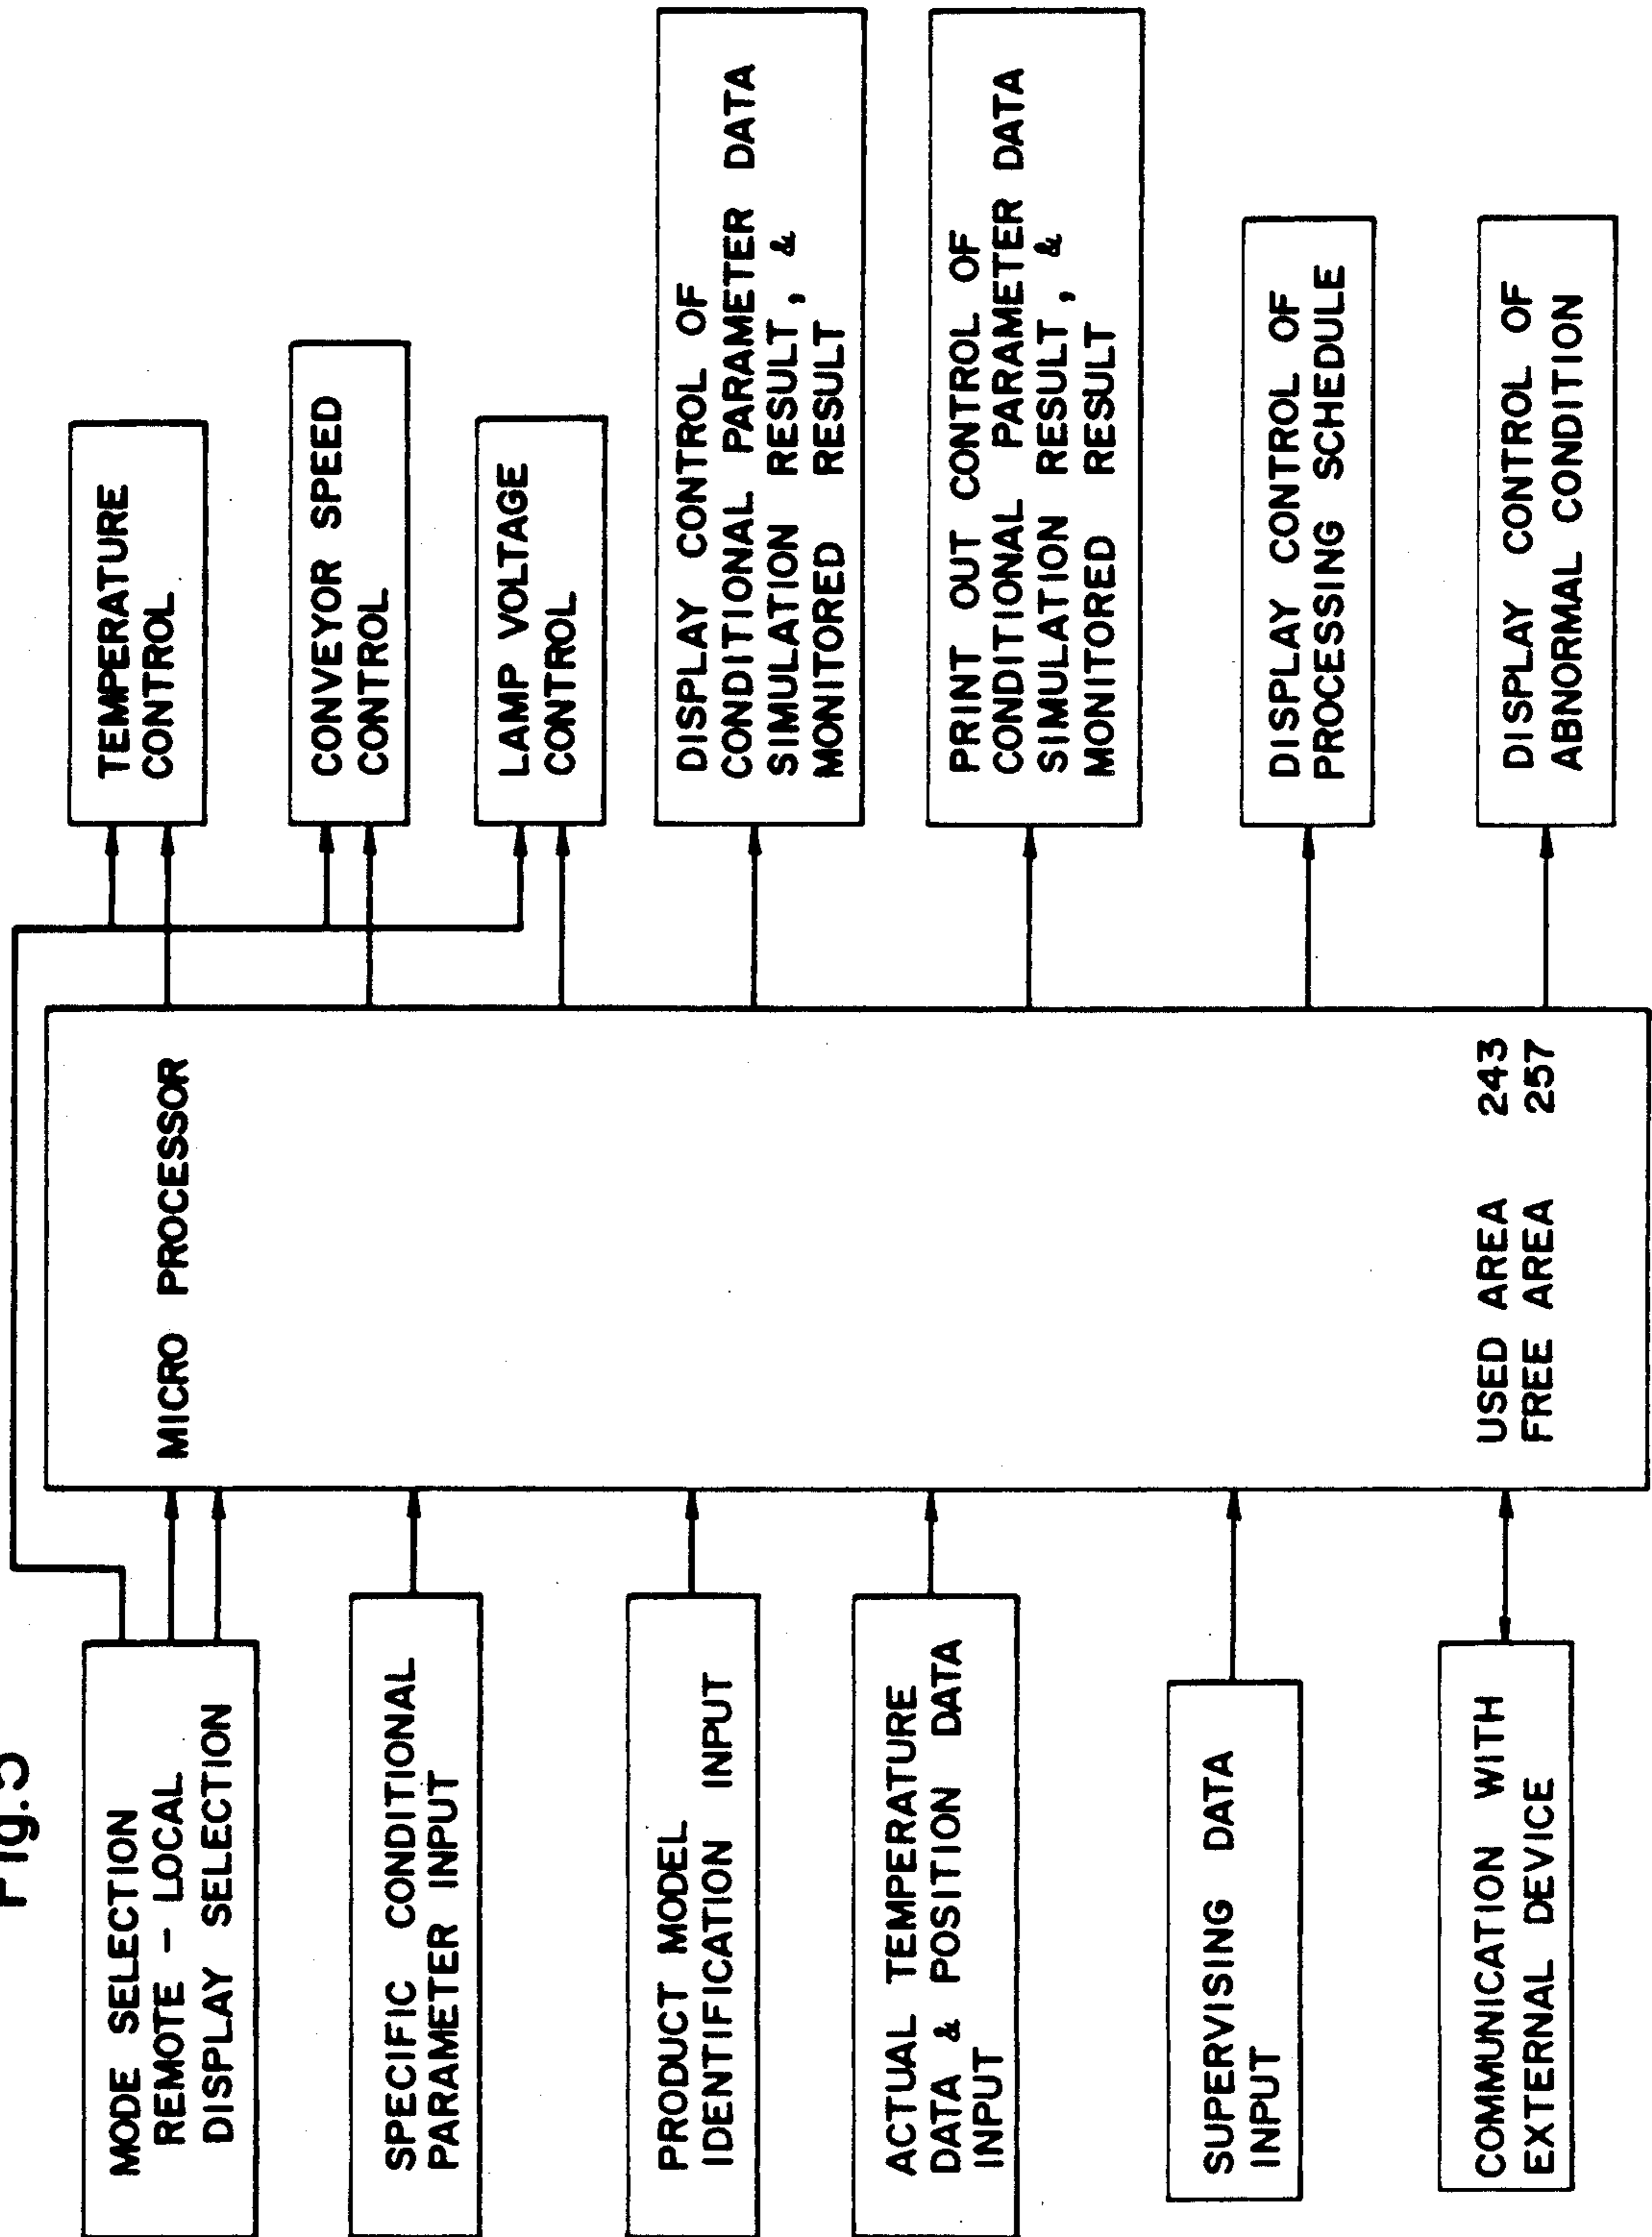 Fig.5
MODE SELECTION
REMOTE - LOCAL
DISPLAY SELECTION
SPECIFIC CONDITIONAL
PARAMETER INPUT
PRODUCT MODEL
IDENTIFICATION INPUT
ACTUAL TEMPERATURE
DATA & POSITION DATA
INPUT
SUPERVISING DATA
INPUT
COMMUNICATION WITH
EXTERNAL DEVICE
MICRO PROCESSOR
USED AREA 243
FREE AREA 257
TEMPERATURE
CONTROL
CONVEYOR SPEED
CONTROL
LAMP VOLTAGE
CONTROL
DISPLAY CONTROL OF
CONDITIONAL PARAMETER DATA
SIMULATION RESULT, &
MONITORED RESULT
PRINT OUT CONTROL OF
CONDITIONAL PARAMETER DATA
SIMULATION RESULT, &
MONITORED RESULT
DISPLAY CONTROL OF
PROCESSING SCHEDULE
DISPLAY CONTROL OF
ABNORMAL CONDITION